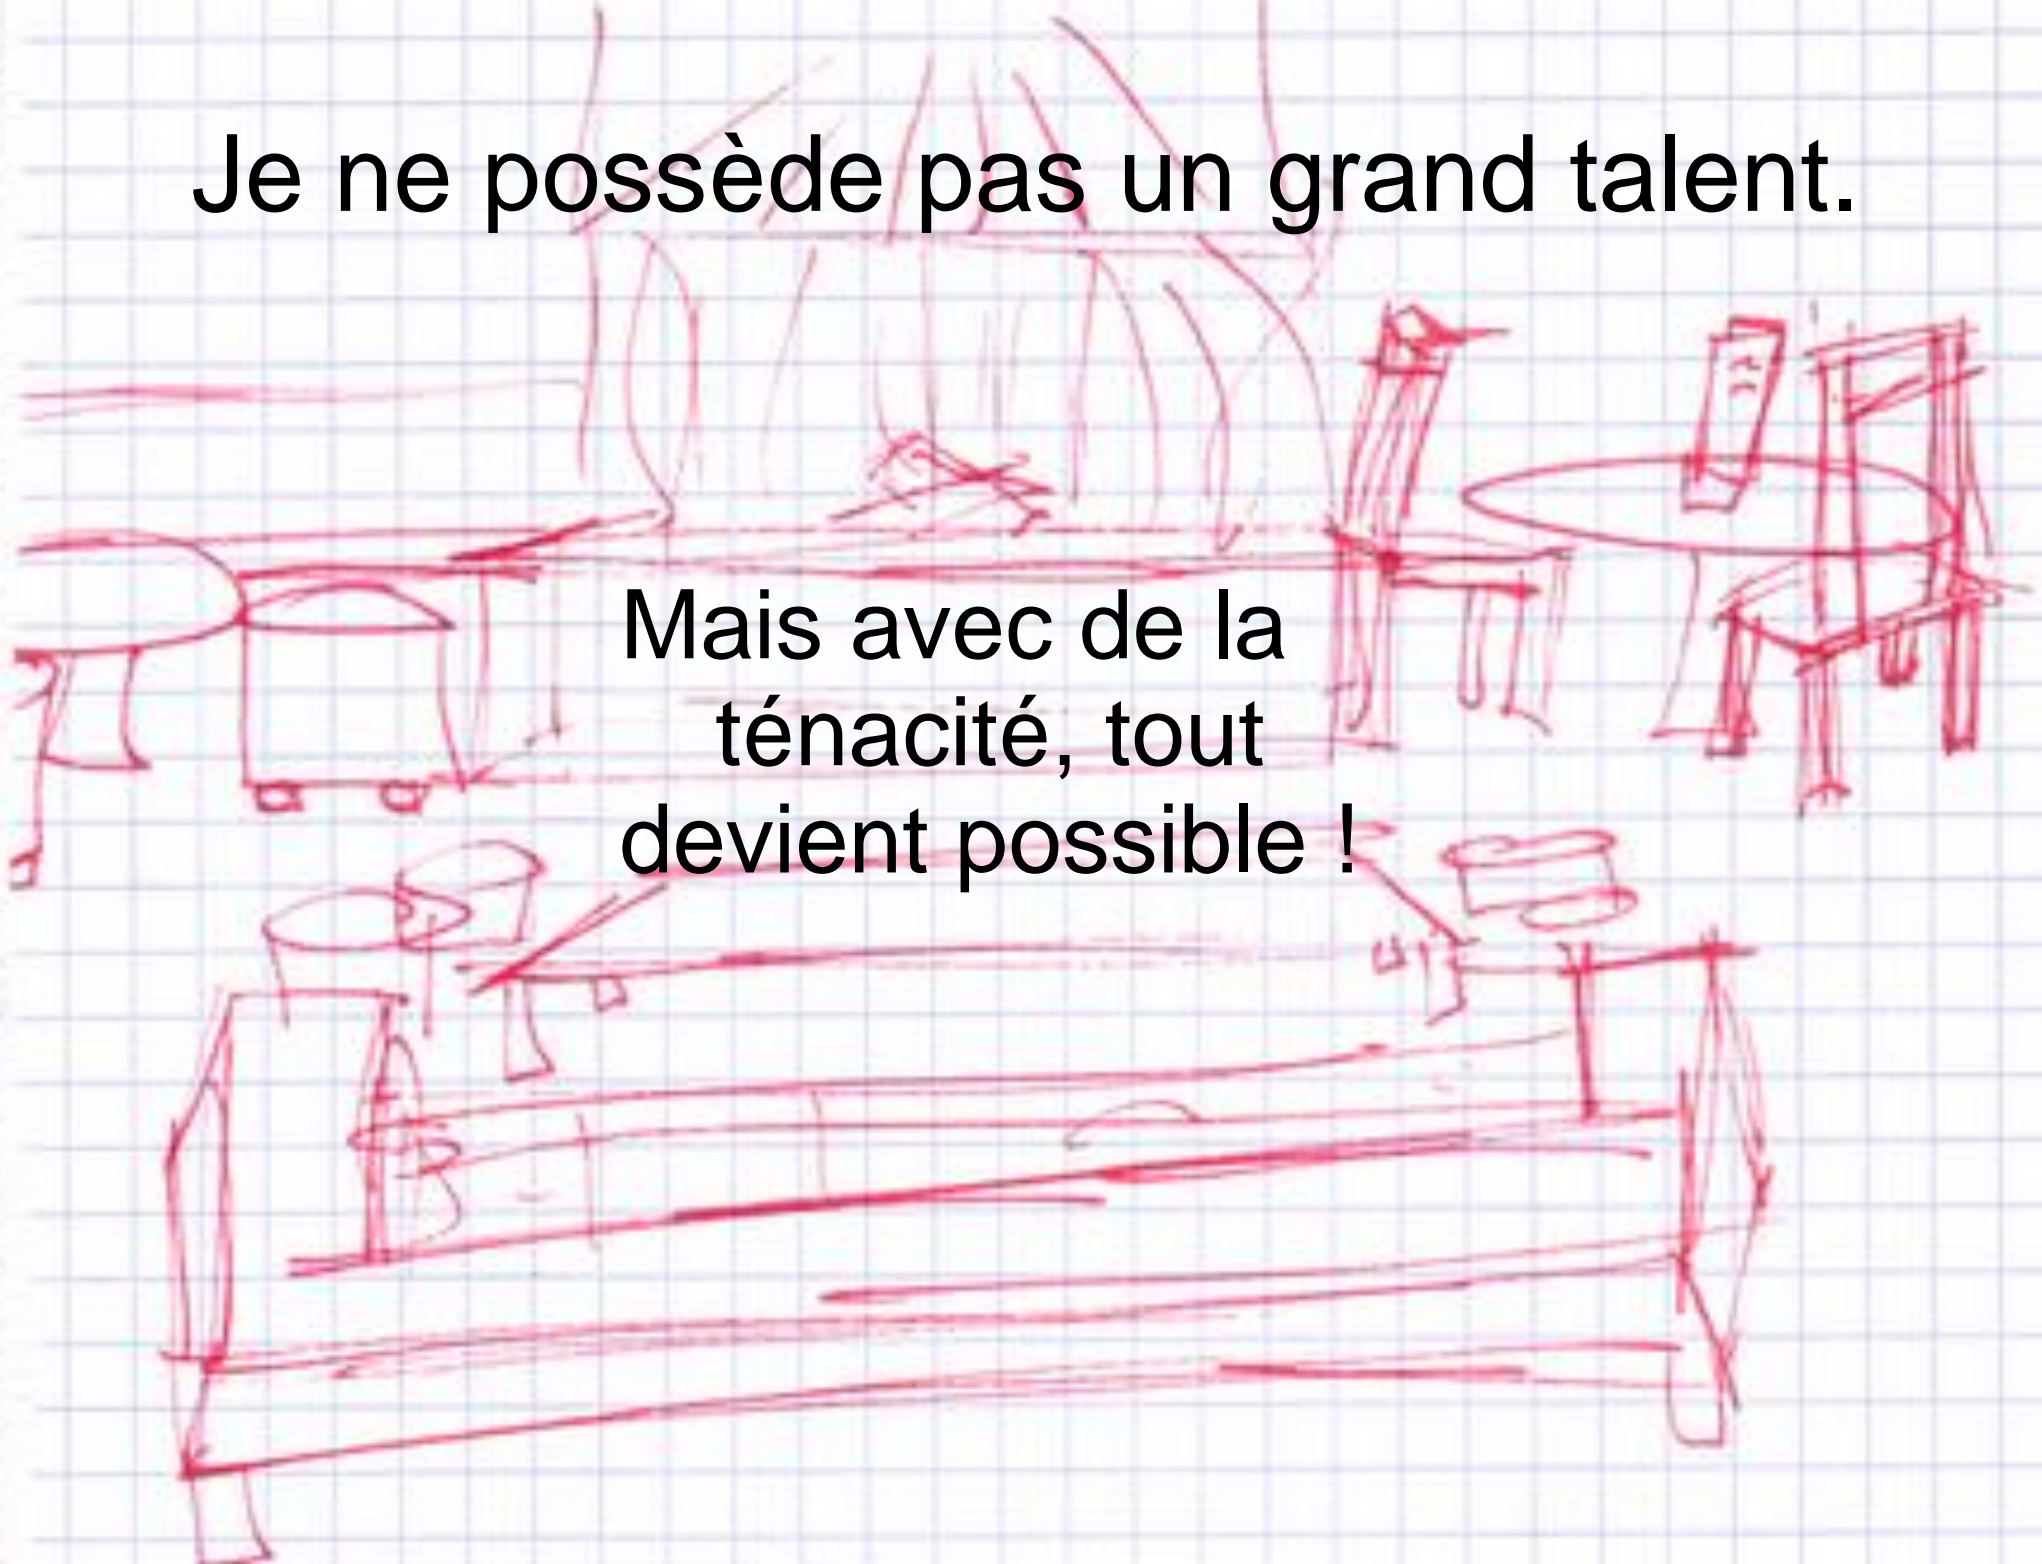 Je ne possède pas un grand talent.
Mais avec de la
ténacité, tout
devient possible !